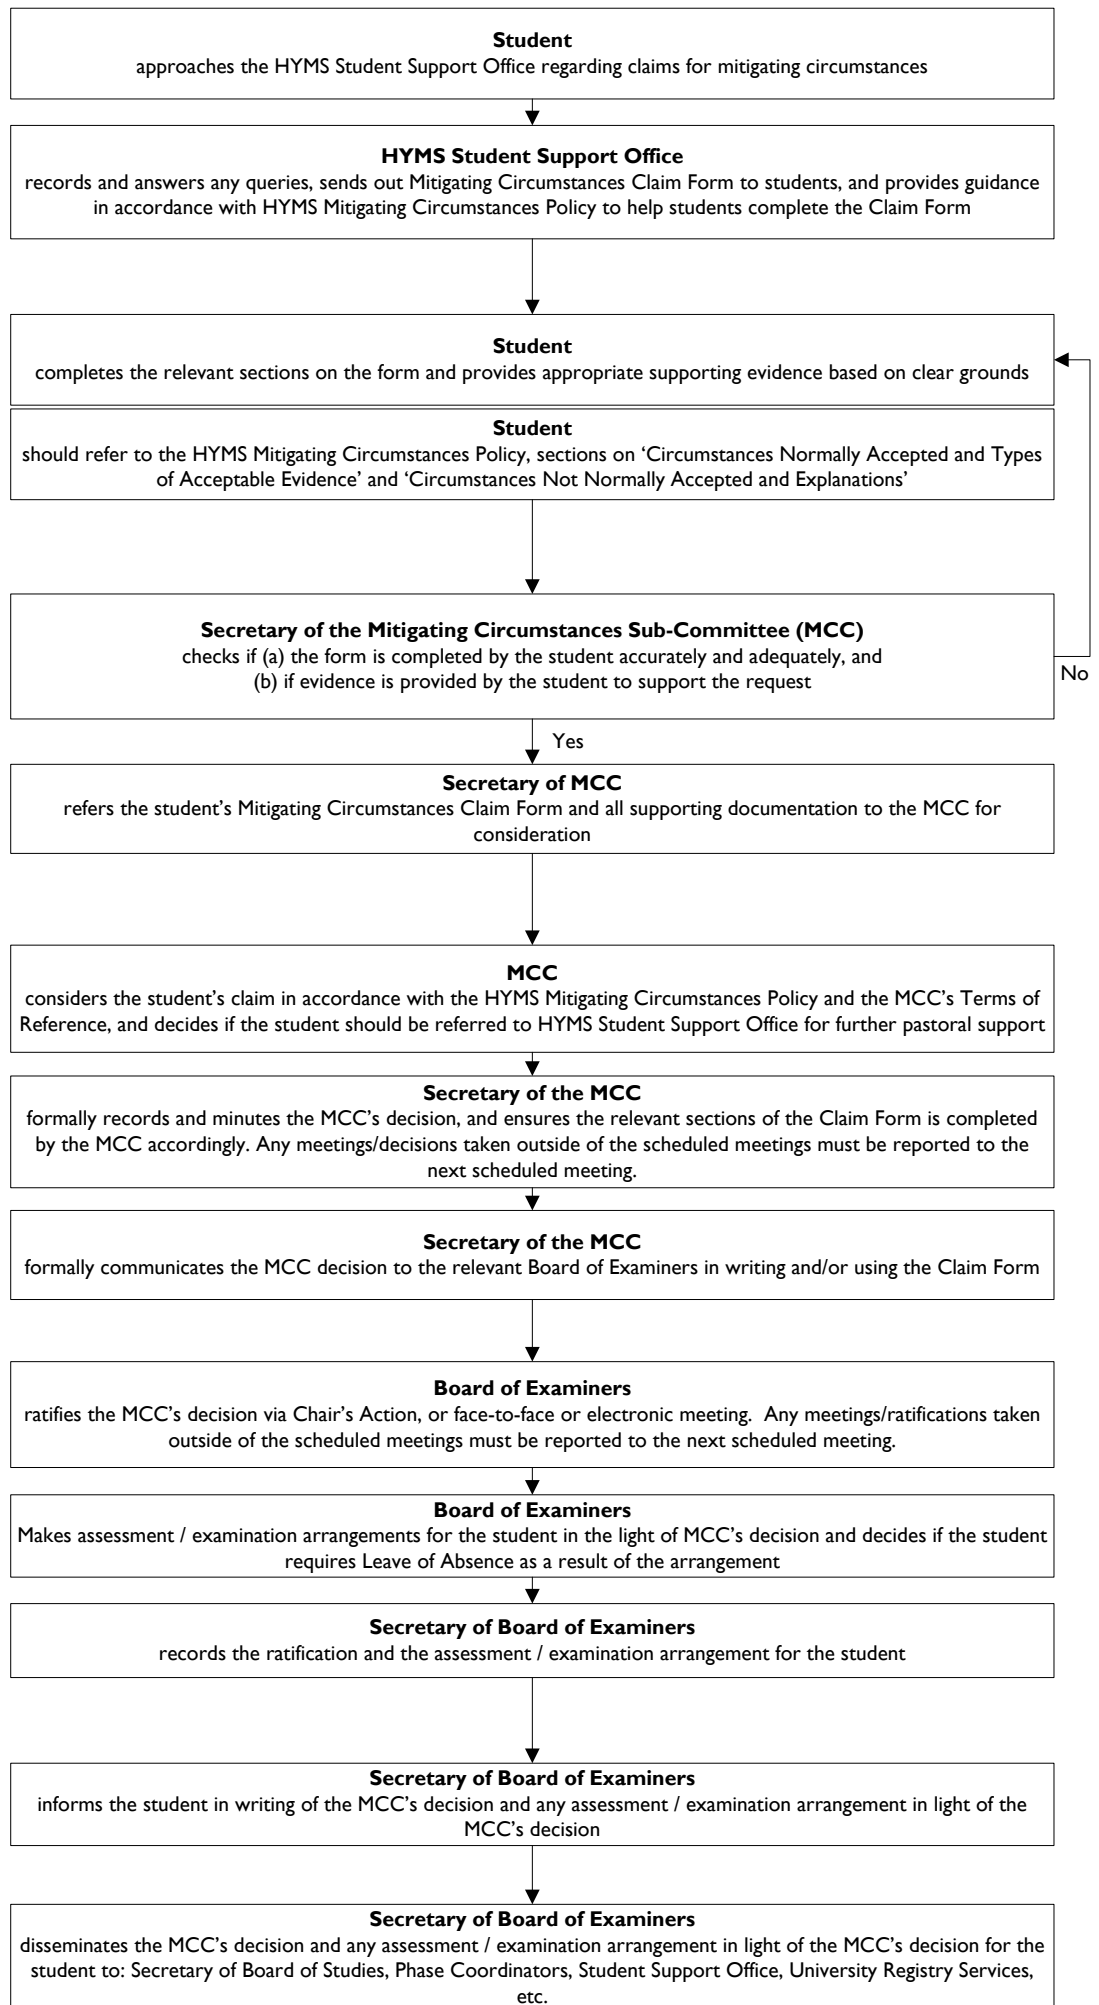 Student
approaches the HYMS Student Support Office regarding claims for mitigating circumstances
HYMS Student Support Office
records and answers any queries, sends out Mitigating Circumstances Claim Form to students, and provides guidance
in accordance with HYMS Mitigating Circumstances Policy to help students complete the Claim Form
Student
completes the relevant sections on the form and provides appropriate supporting evidence based on clear grounds
Student
should refer to the HYMS Mitigating Circumstances Policy, sections on ‘Circumstances Normally Accepted and Types
of Acceptable Evidence’ and ‘Circumstances Not Normally Accepted and Explanations’
Secretary of the Mitigating Circumstances Sub-Committee (MCC)
checks if (a) the form is completed by the student accurately and adequately, and
(b) if evidence is provided by the student to support the request
No
Yes
Secretary of MCC
refers the student’s Mitigating Circumstances Claim Form and all supporting documentation to the MCC for
consideration
MCC
considers the student’s claim in accordance with the HYMS Mitigating Circumstances Policy and the MCC’s Terms of
Reference, and decides if the student should be referred to HYMS Student Support Office for further pastoral support
Secretary of the MCC
formally records and minutes the MCC’s decision, and ensures the relevant sections of the Claim Form is completed
by the MCC accordingly. Any meetings/decisions taken outside of the scheduled meetings must be reported to the
next scheduled meeting.
Secretary of the MCC
formally communicates the MCC decision to the relevant Board of Examiners in writing and/or using the Claim Form
Board of Examiners
ratifies the MCC’s decision via Chair’s Action, or face-to-face or electronic meeting.  Any meetings/ratifications taken
outside of the scheduled meetings must be reported to the next scheduled meeting.
Board of Examiners
Makes assessment / examination arrangements for the student in the light of MCC’s decision and decides if the student
requires Leave of Absence as a result of the arrangement
Secretary of Board of Examiners
records the ratification and the assessment / examination arrangement for the student
Secretary of Board of Examiners
informs the student in writing of the MCC’s decision and any assessment / examination arrangement in light of the
MCC’s decision
Secretary of Board of Examiners
disseminates the MCC’s decision and any assessment / examination arrangement in light of the MCC’s decision for the
student to: Secretary of Board of Studies, Phase Coordinators, Student Support Office, University Registry Services,
etc.